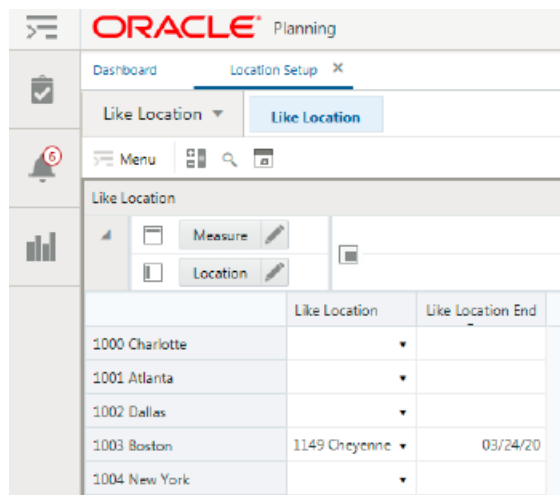 ORACLE® Planning
Dashboard Location Setup ×
Like Location ▼ Like Location
Menu
6
Like Location
Measure
Location
Like Location Like Location End
1000 Charlotte
1001 Atlanta
1002 Dallas
1003 Boston 1149 Cheyenne 03/24/20
1004 New York